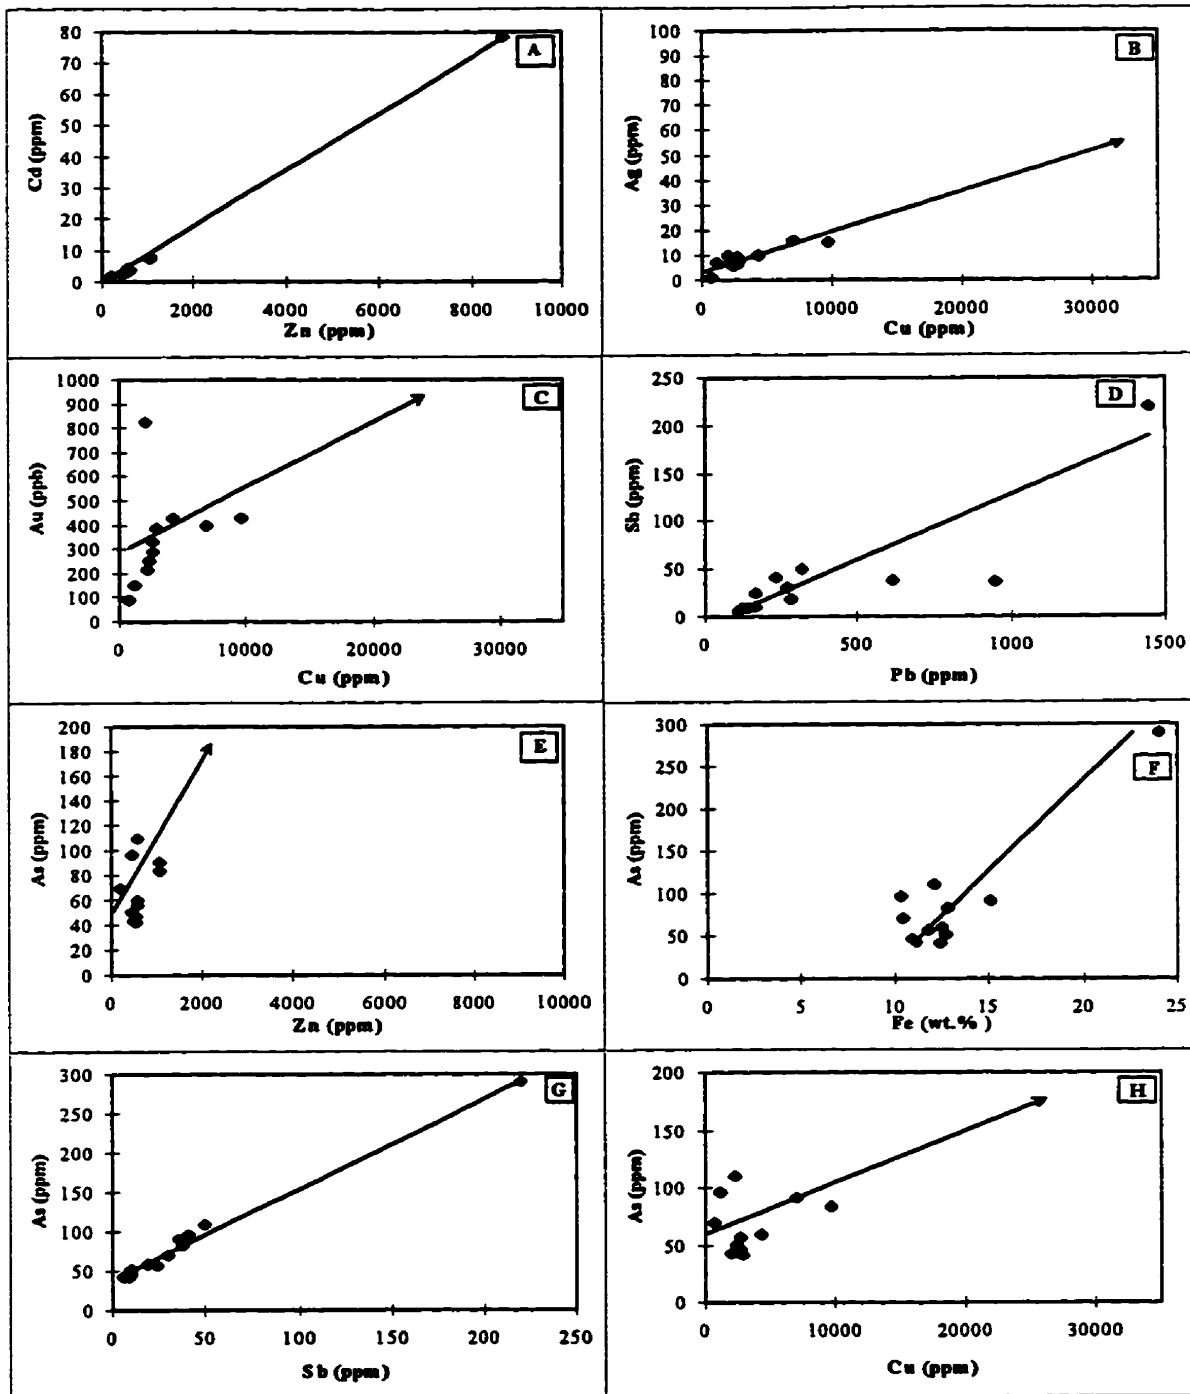 A
80
70
60
50
40
30
20
10
0
Cd (ppm)
0 2000 4000 6000 8000 10000
Zn (ppm)
B
100
90
80
70
60
50
40
30
20
10
0
Ag (ppm)
0 10000 20000 30000
Cu (ppm)
C
1000
900
800
700
600
500
400
300
200
100
0
Au (ppb)
0 10000 20000 30000
Cu (ppm)
D
250
200
150
100
50
0
Sb (ppm)
0 500 1000 1500
Pb (ppm)
E
200
180
160
140
120
100
80
60
40
20
0
As (ppm)
0 2000 4000 6000 8000 10000
Zn (ppm)
F
300
250
200
150
100
50
0
As (ppm)
0 5 10 15 20 25
Fe (wt.%)
G
300
250
200
150
100
50
0
As (ppm)
0 50 100 150 200 250
Sb (ppm)
H
200
150
100
50
0
As (ppm)
0 10000 20000 30000
Cu (ppm)